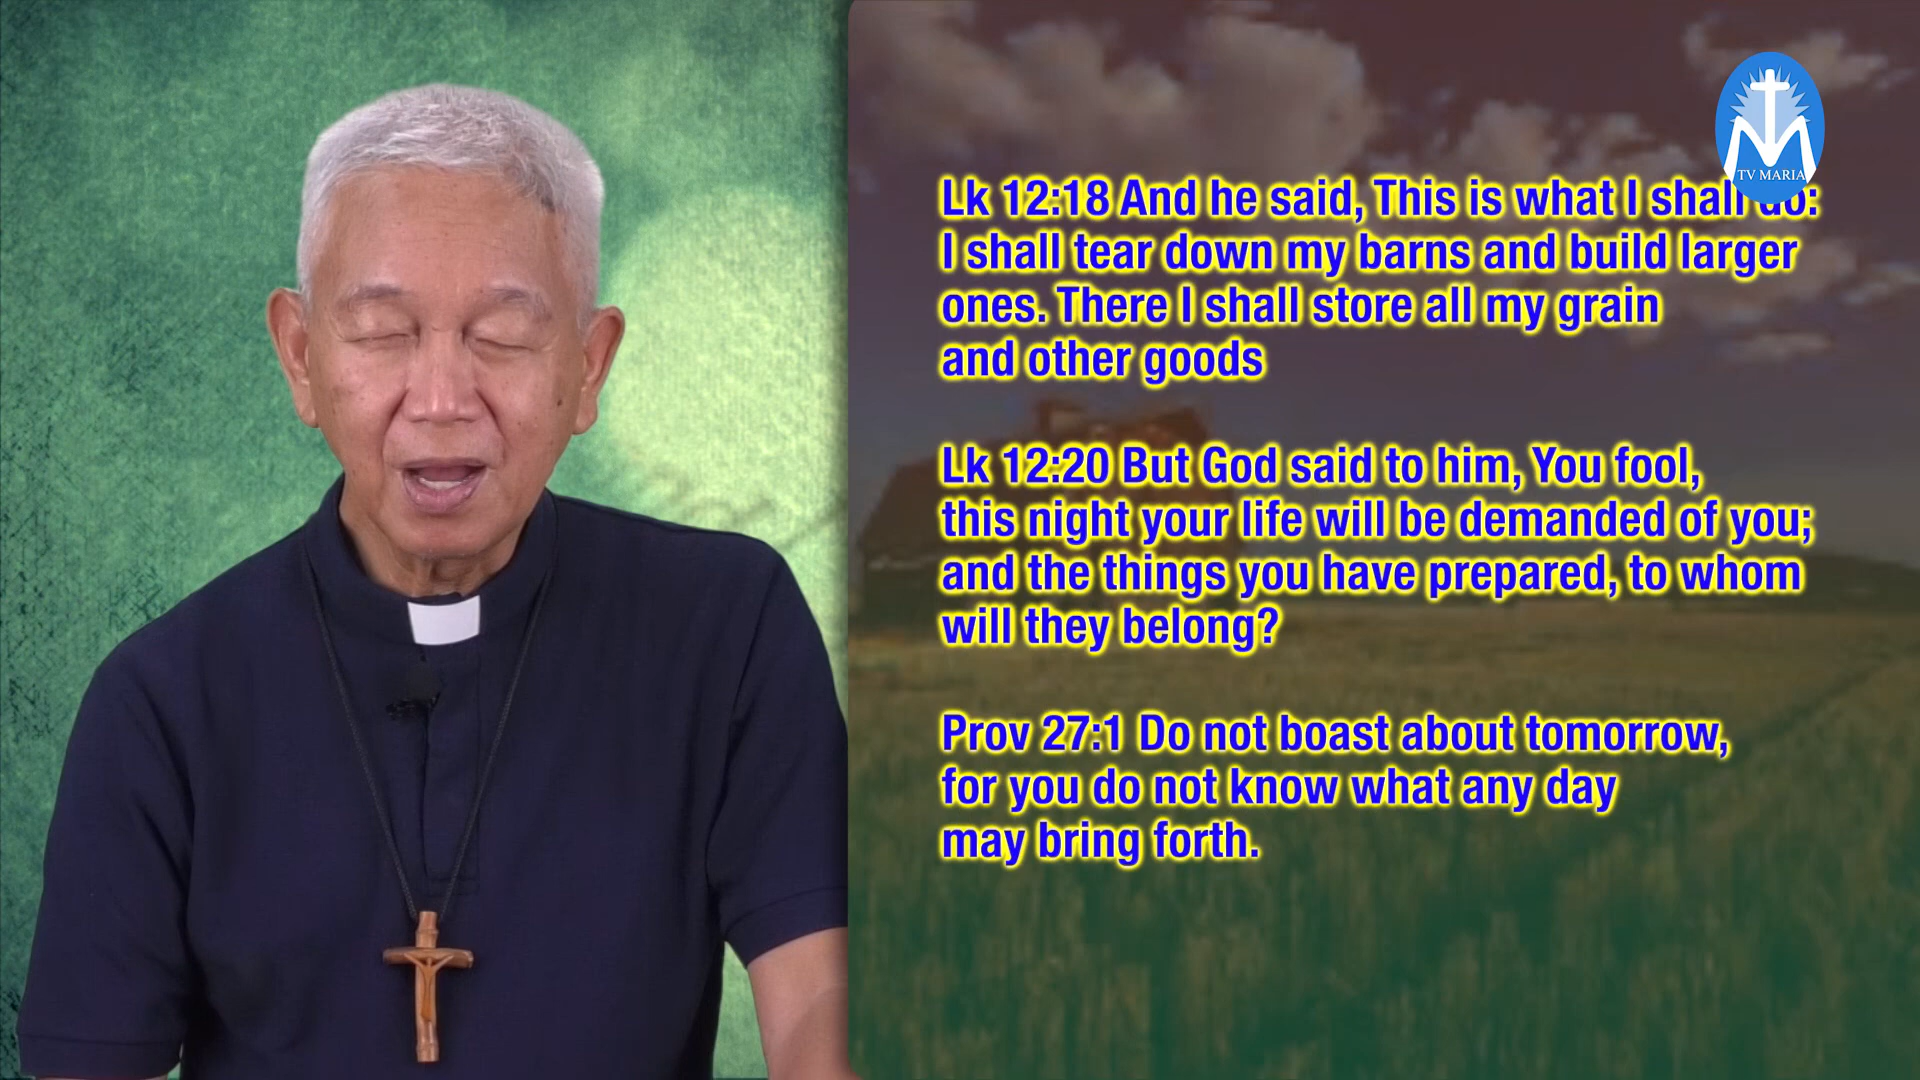 TV MARIA
Lk 12:18 And he said, This is what I shall do:
I shall tear down my barns and build larger
ones. There I shall store all my grain
and other goods
Lk 12:20 But God said to him, You fool,
this night your life will be demanded of you;
and the things you have prepared, to whom
will they belong?
Prov 27:1 Do not boast about tomorrow,
for you do not know what any day
may bring forth.